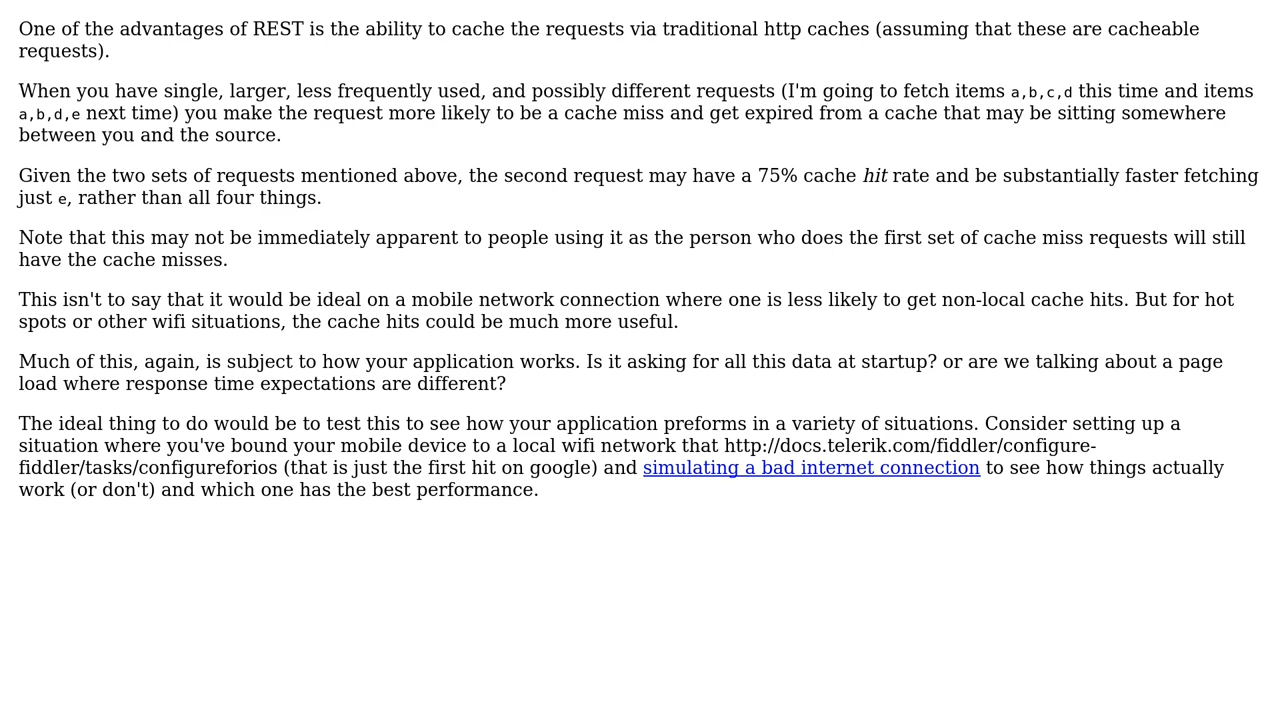 One of the advantages of REST is the ability to cache the requests via traditional http caches (assuming that these are cacheable
requests).
When you have single, larger, less frequently used, and possibly different requests (I'm going to fetch items a,b,c,d this time and items
a,b,d,e next time) you make the request more likely to be a cache miss and get expired from a cache that may be sitting somewhere
between you and the source.
Given the two sets of requests mentioned above, the second request may have a 75% cache hit rate and be substantially faster fetching
just e, rather than all four things.
Note that this may not be immediately apparent to people using it as the person who does the first set of cache miss requests will still
have the cache misses.
This isn't to say that it would be ideal on a mobile network connection where one is less likely to get non-local cache hits. But for hot
spots or other wifi situations, the cache hits could be much more useful.
Much of this, again, is subject to how your application works. Is it asking for all this data at startup? or are we talking about a page
load where response time expectations are different?
The ideal thing to do would be to test this to see how your application preforms in a variety of situations. Consider setting up a
situation where you've bound your mobile device to a local wifi network that http://docs.telerik.com/fiddler/configure-
fiddler/tasks/configureforios (that is just the first hit on google) and simulating a bad internet connection to see how things actually
work (or don't) and which one has the best performance.